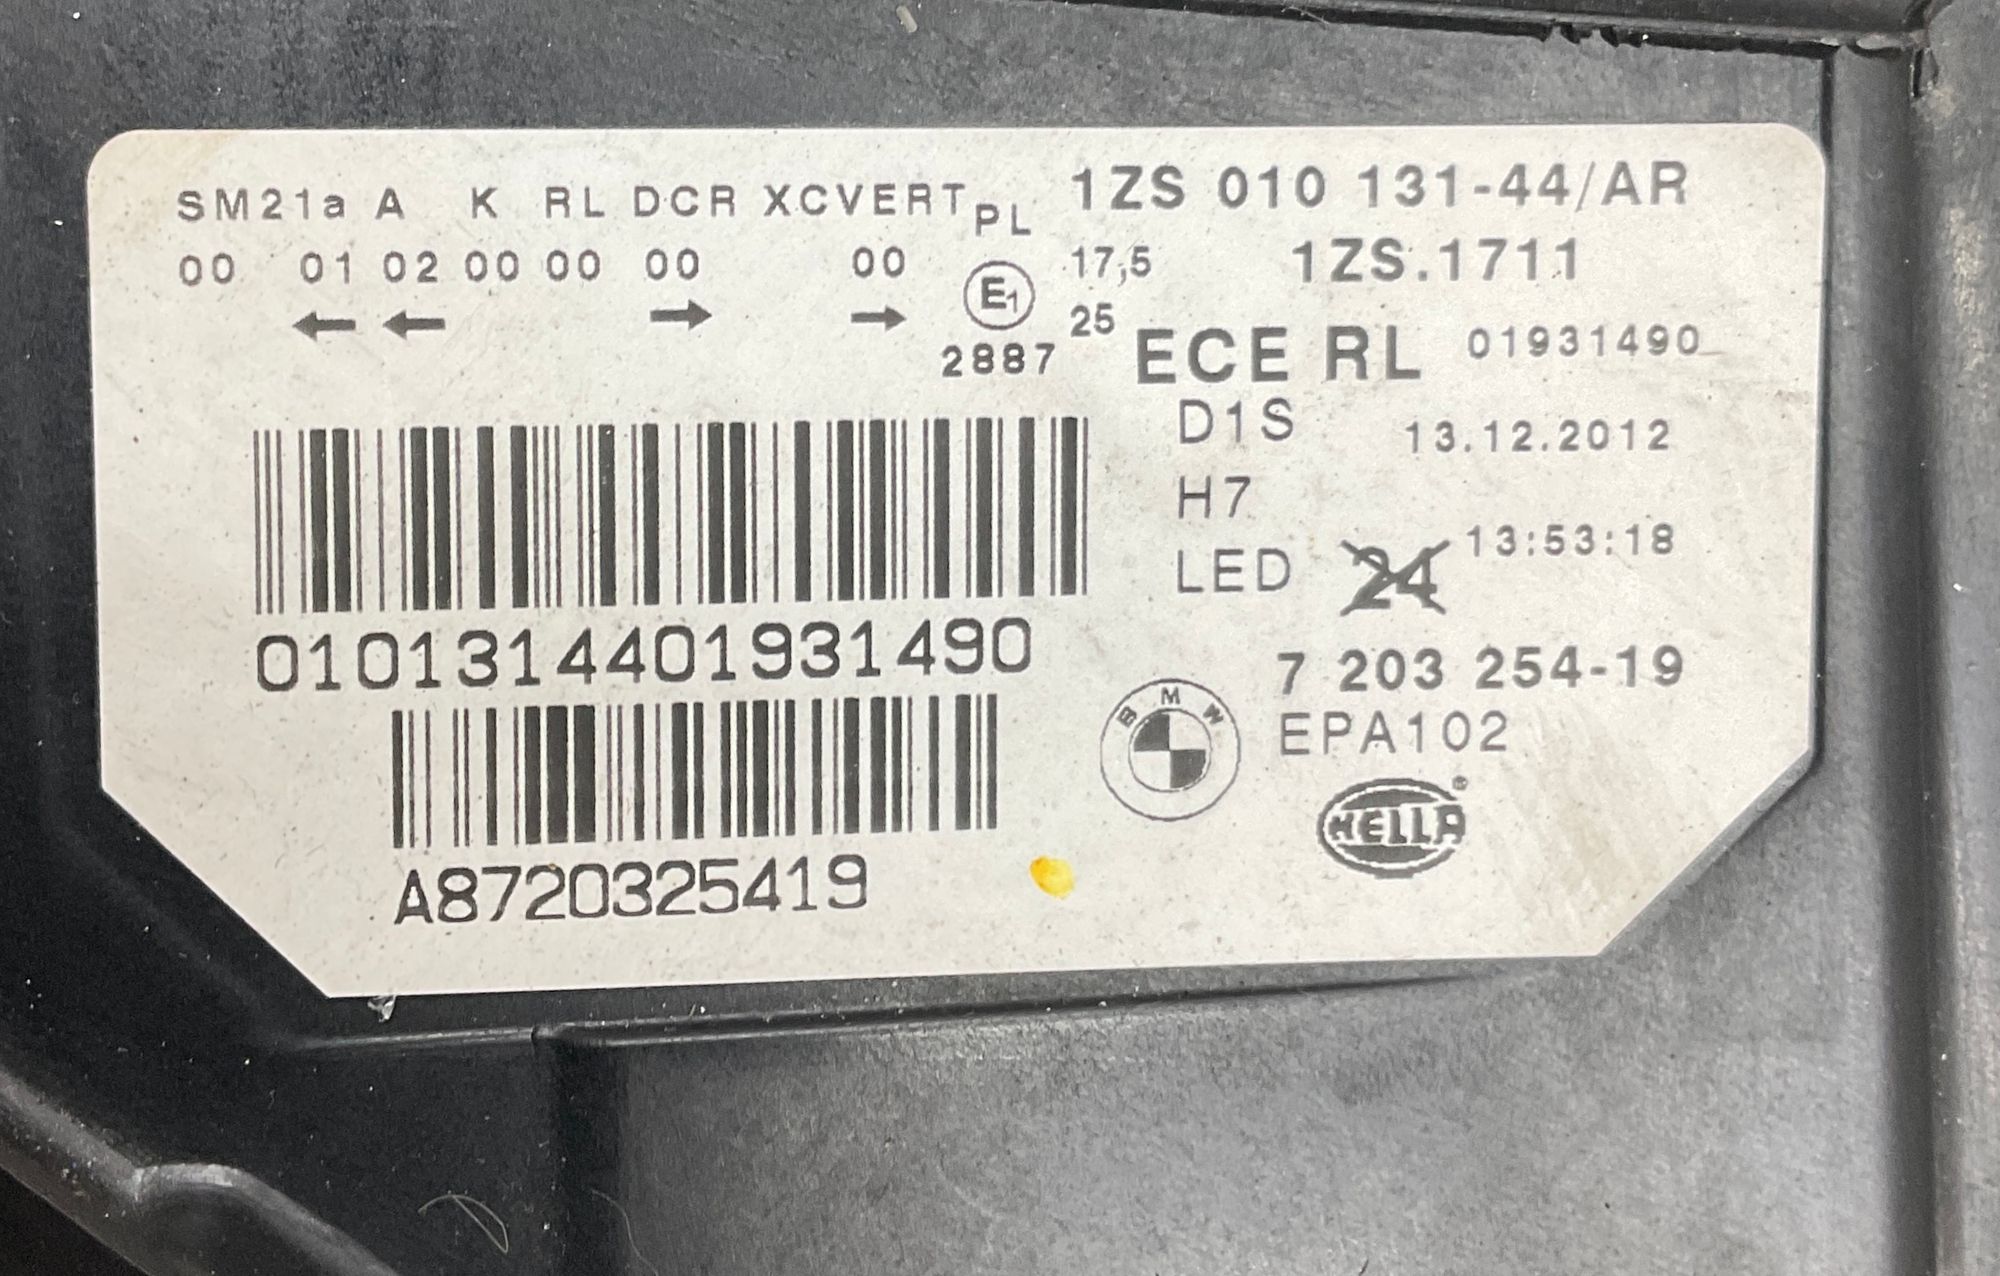 SM21a A K RL DCR XCVERT PL
00 01 02 00 00 00 00
← ← → →
E1
2887
17,5
25
1ZS 010 131-44/AR
1ZS.1711
ECE RL 01931490
D1S 13.12.2012
H7
LED 24 13:53:18
0101314401931490
7 203 254-19
BMW
EPA102
HELLA®
A8720325419